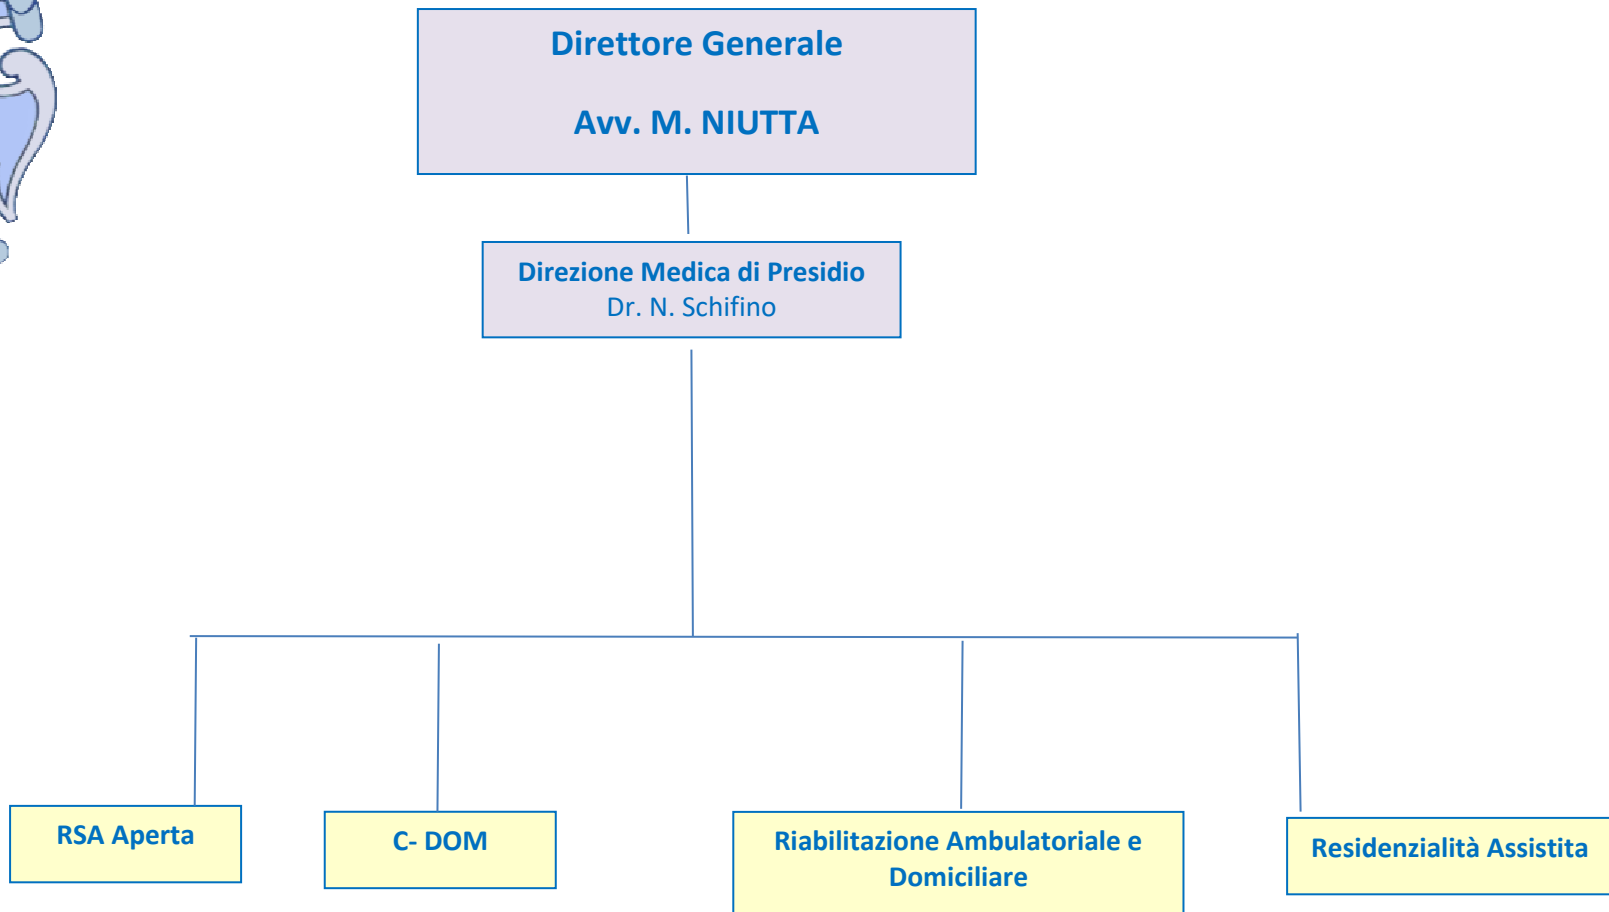 Direttore Generale
Avv. M. NIUTTA
Direzione Medica di Presidio
Dr. N. Schifino
RSA Aperta
C- DOM
Riabilitazione Ambulatoriale e
Domiciliare
Residenzialità Assistita